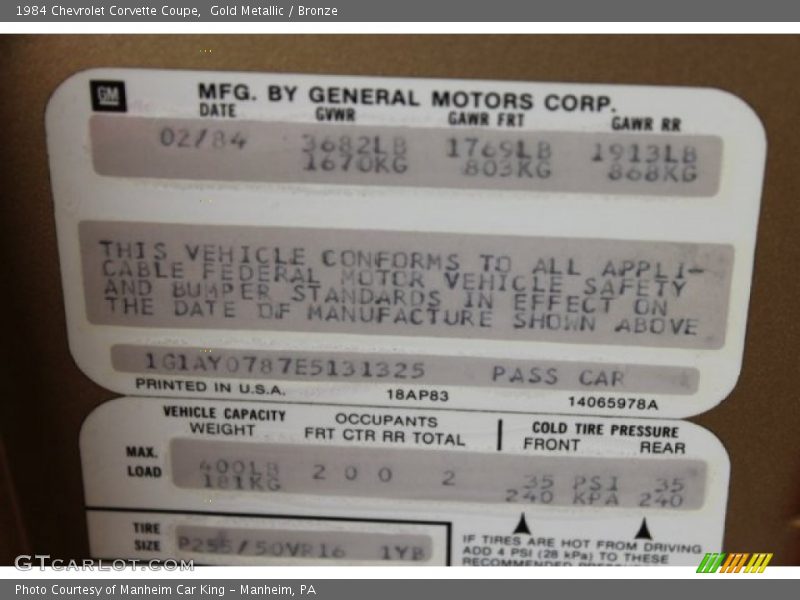 1984 Chevrolet Corvette Coupe,  Gold Metallic / Bronze
GM
MFG. BY GENERAL MOTORS CORP.
DATE GVWR GAWR FRT GAWR RR
02/84 3682LB 1769LB 1913LB
1670KG 803KG 868KG
THIS VEHICLE CONFORMS TO ALL APPLI-
CABLE FEDERAL MOTOR VEHICLE SAFETY
AND BUMPER STANDARDS IN EFFECT ON
THE DATE OF MANUFACTURE SHOWN ABOVE
1G1AY0787E5131325 PASS CAR
PRINTED IN U.S.A. 18AP83 14065978A
VEHICLE CAPACITY OCCUPANTS COLD TIRE PRESSURE
WEIGHT FRT CTR RR TOTAL FRONT REAR
MAX. LOAD 400LB 2 0 0 2 35 PSI 35
181KG 240 KPA 240
TIRE SIZE P255/50VR16 1YB
IF TIRES ARE HOT FROM DRIVING
ADD 4 PSI (28 kPa) TO THESE
RECOMMENDED
GTcarlot.com
Photo Courtesy of Manheim Car King - Manheim, PA